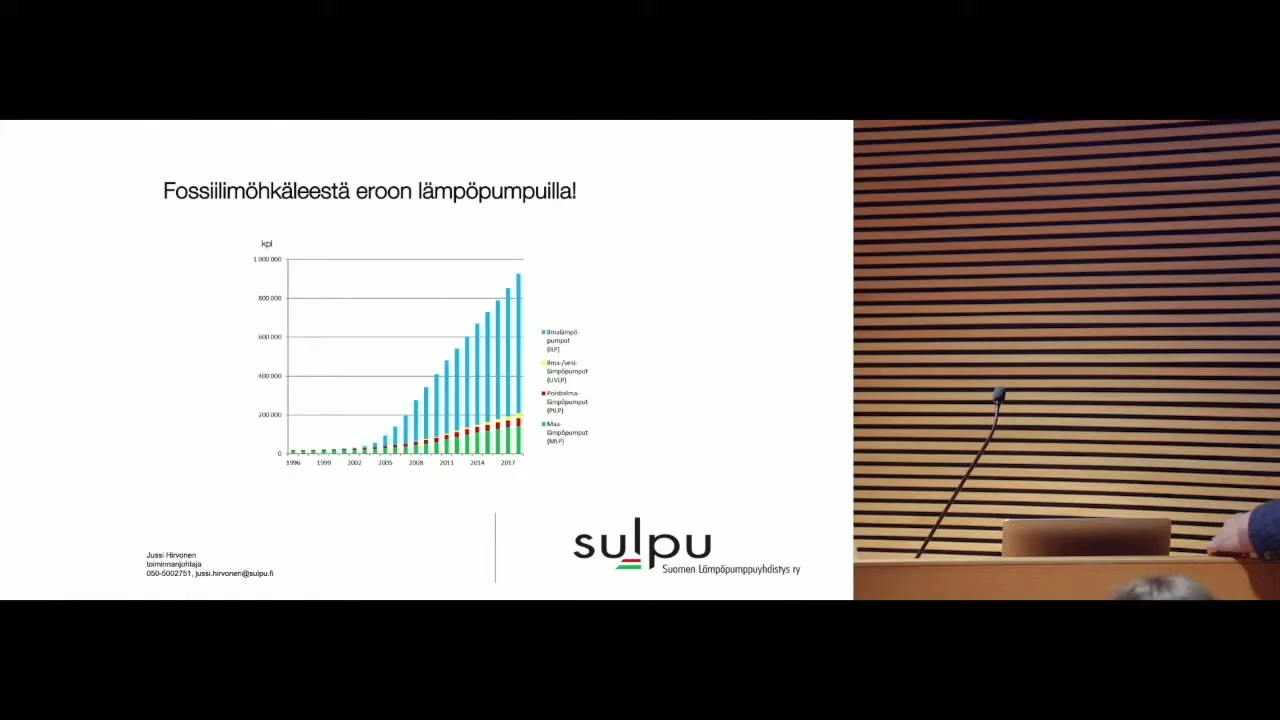 Fossiilimöhkäleestä eroon lämpöpumpuilla!
kpl
1 000 000
800 000
600 000
400 000
200 000
0
1996 1999 2002 2005 2008 2011 2014 2017
Ilmalämpö-
pumput
(ILP)
Ilma-/vesi-
lämpöpumput
(UVLP)
Poistoilma-
lämpöpumput
(PILP)
Maa-
lämpöpumput
(MLP)
Jussi Hirvonen
toiminnanjohtaja
050-5002751, jussi.hirvonen@sulpu.fi
sulpu
Suomen Lämpöpumppuyhdistys ry